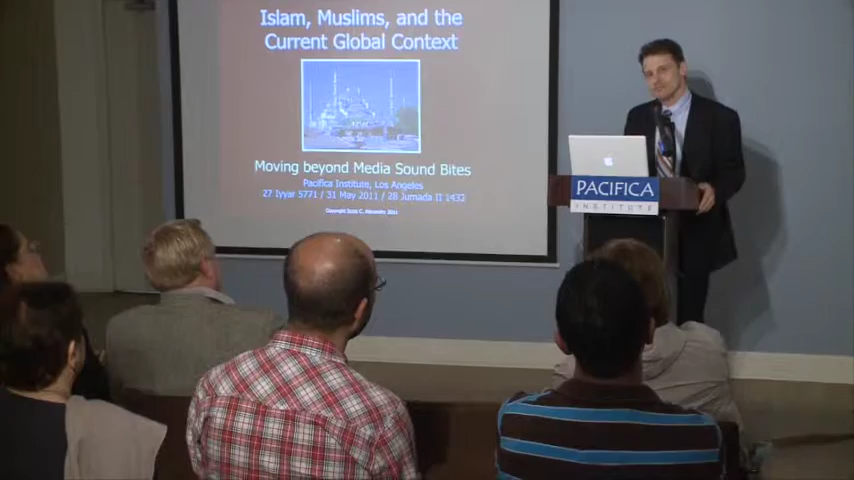 Islam, Muslims, and the
Current Global Context
Moving beyond Media Sound Bites
Pacifica Institute, Los Angeles
27 Iyyar 5771 / 31 May 2011 / 28 Jumada II 1432
PACIFICA
INSTITUTE